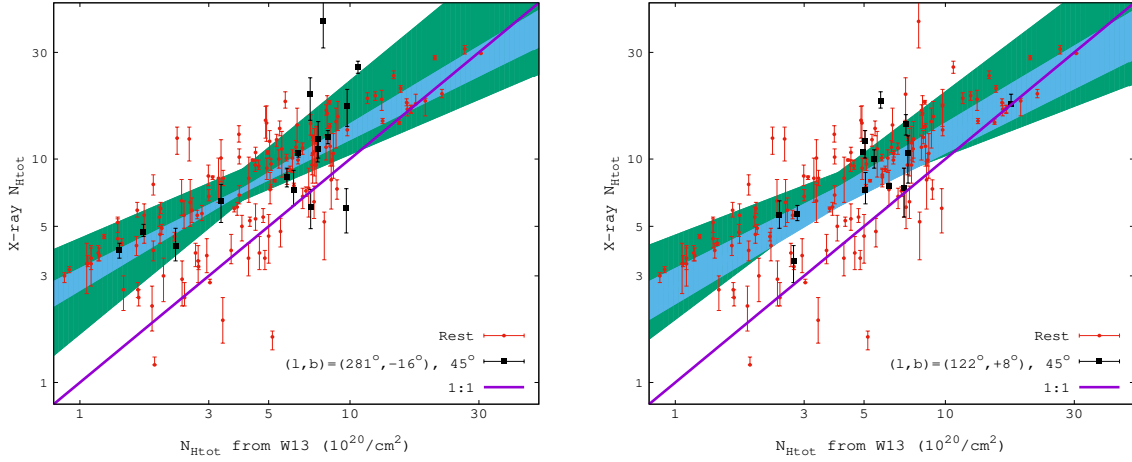 30
10
5
3
1
X-ray N_Htot
Rest
(l,b)=(281°,-16°), 45°
1:1
1 3 5 10 30
N_Htot from W13 (10^20/cm^2)
30
10
5
3
1
X-ray N_Htot
Rest
(l,b)=(122°,+8°), 45°
1:1
1 3 5 10 30
N_Htot from W13 (10^20/cm^2)